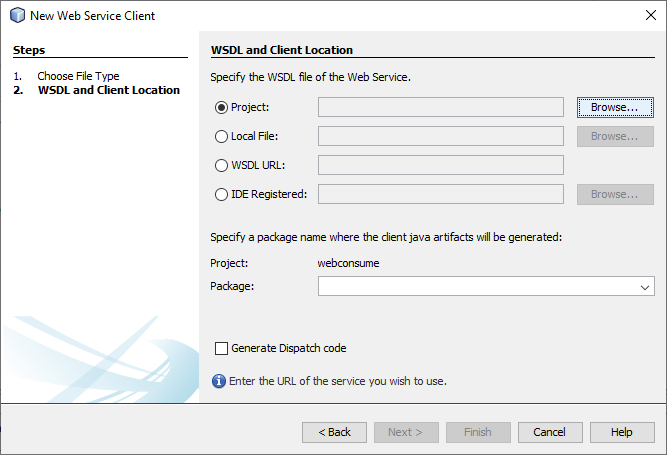 New Web Service Client
Steps
1. Choose File Type
2. WSDL and Client Location
WSDL and Client Location
Specify the WSDL file of the Web Service.
Project: Browse...
Local File: Browse...
WSDL URL:
IDE Registered: Browse...
Specify a package name where the client java artifacts will be generated:
Project: webconsume
Package:
Generate Dispatch code
Enter the URL of the service you wish to use.
< Back Next > Finish Cancel Help